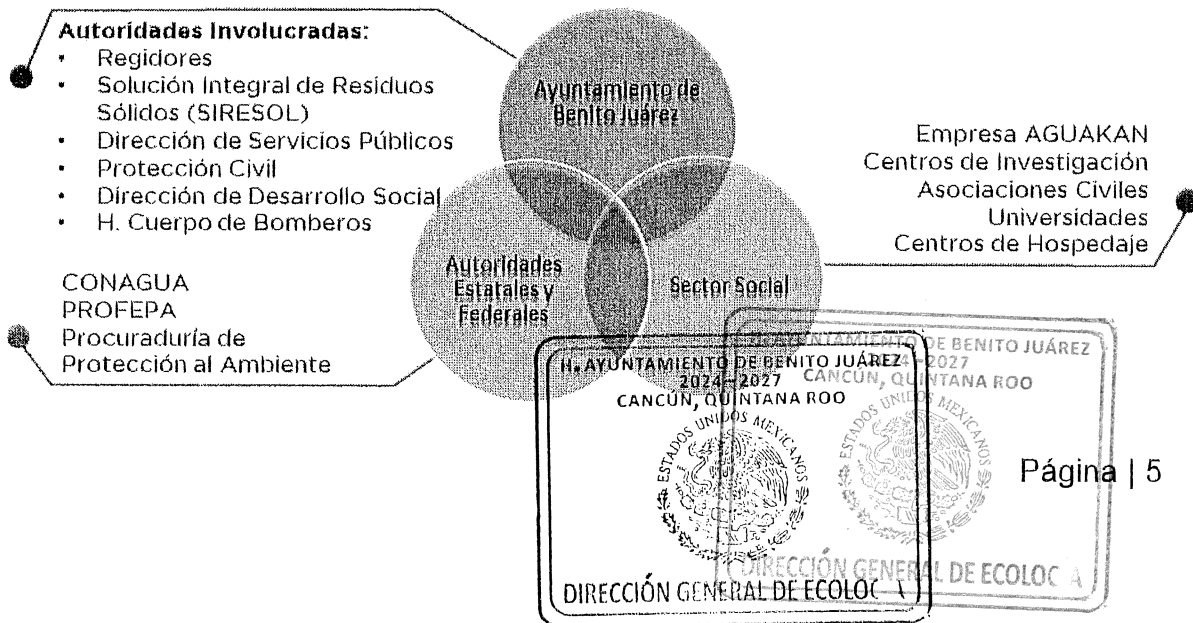 Autoridades Involucradas:
• Regidores
• Solución Integral de Residuos
Sólidos (SIRESOL)
• Dirección de Servicios Públicos
• Protección Civil
• Dirección de Desarrollo Social
• H. Cuerpo de Bomberos
CONAGUA
PROFEPA
Procuraduría de
Protección al Ambiente
Ayuntamiento de
Benito Juárez
Autoridades
Estatales y
Federales
Sector Social
Empresa AGUAKAN
Centros de Investigación
Asociaciones Civiles
Universidades
Centros de Hospedaje
H. AYUNTAMIENTO DE BENITO JUÁREZ
2024-2027
CANCÚN, QUINTANA ROO
ESTADOS UNIDOS MEXICANOS
DIRECCIÓN GENERAL DE ECOLOC A
AYUNTAMIENTO DE BENITO JUÁREZ
2024-2027
CANCÚN, QUINTANA ROO
ESTADOS UNIDOS MEXICANOS
DIRECCIÓN GENERAL DE ECOLOC A
Página | 5